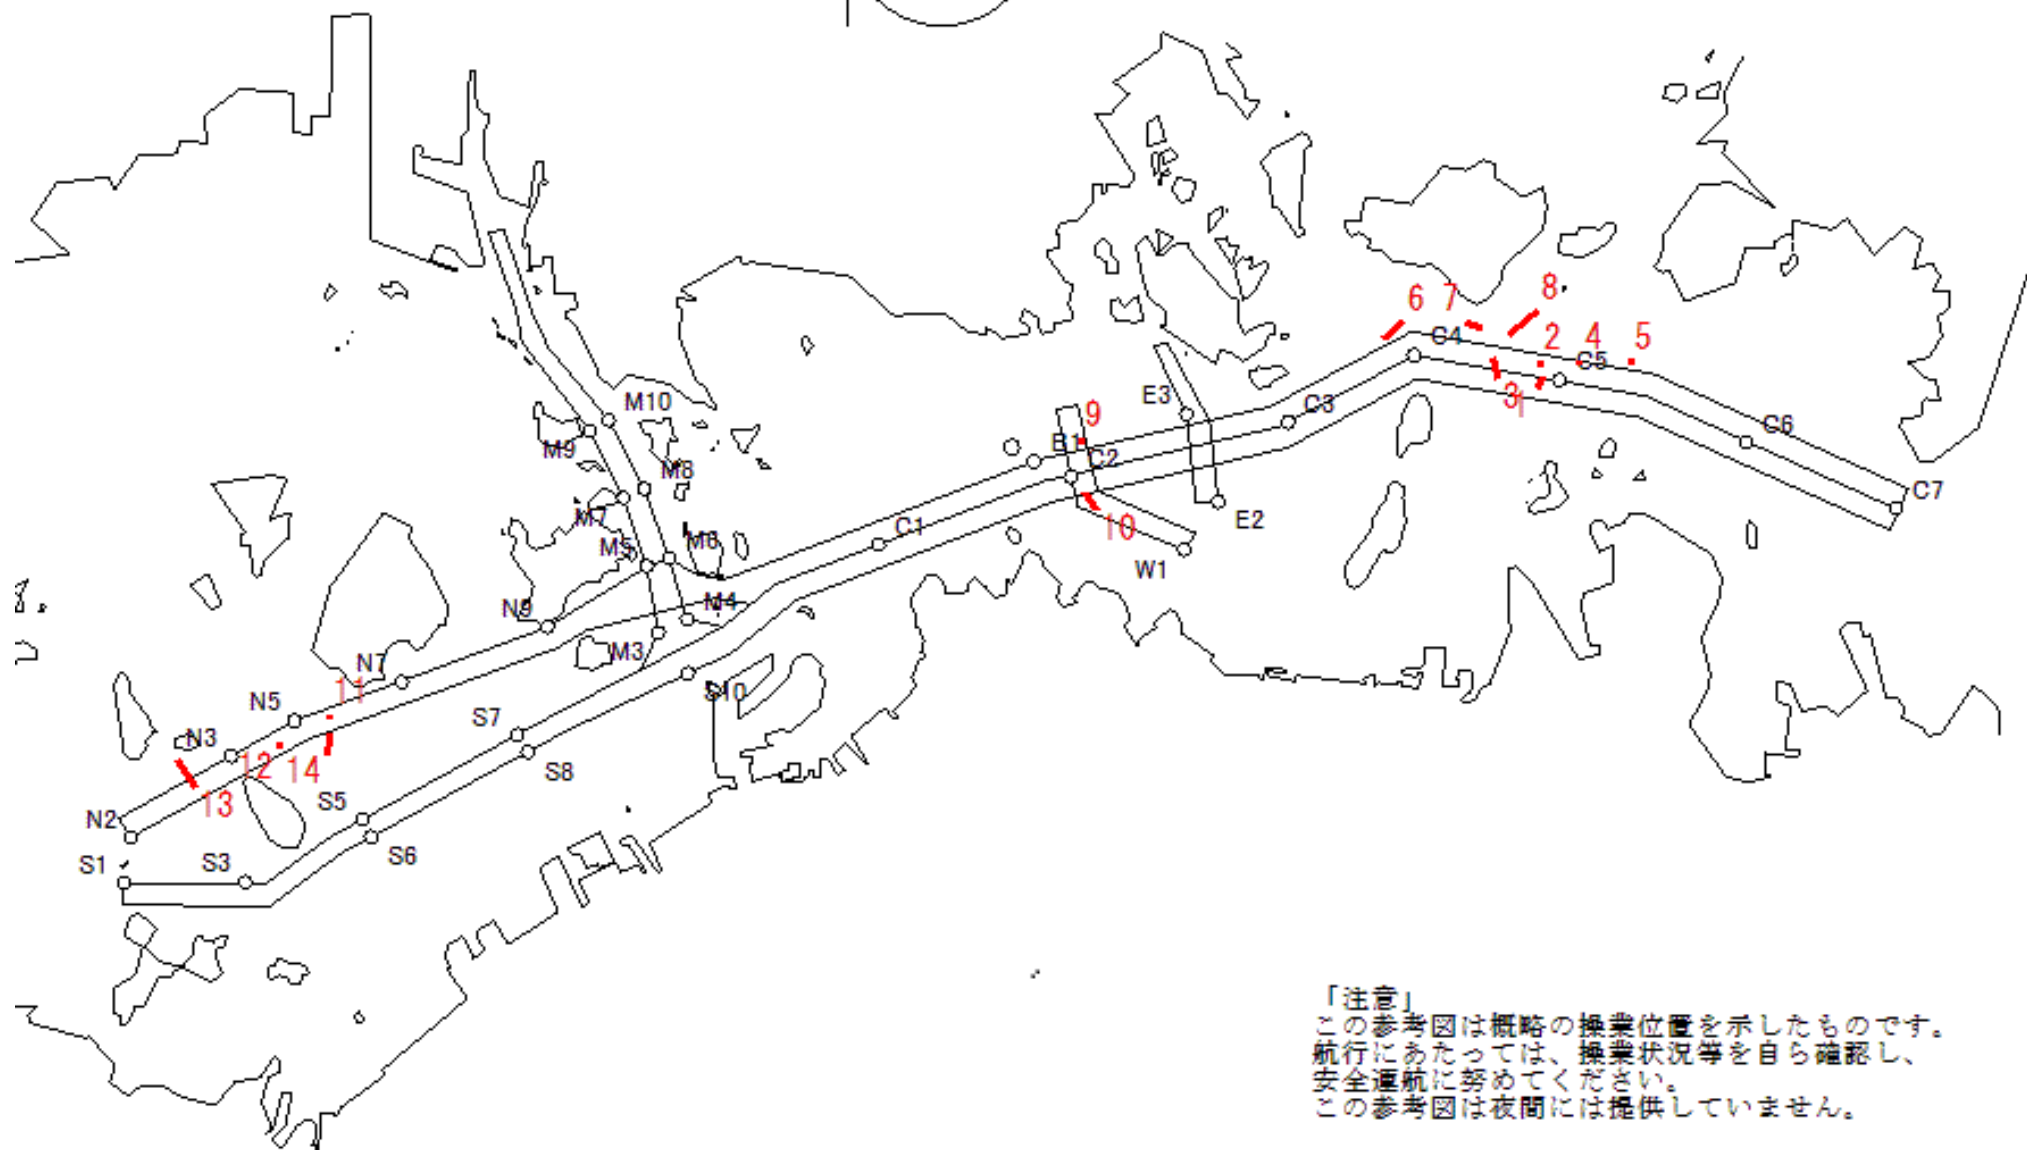 8
6 7
C4
2 4 5
C5
M10
E3
9
C3
3
1
C6
M9
B1
C2
M8
C7
M7
10
E2
C1
M5
M6
W1
N9
M4
M3
N7
11
S10
N5
S7
N3
12 14
S8
13
S5
N2
S6
S1
S3
「注意」
この参考図は概略の操業位置を示したものです。
航行にあたっては、操業状況等を自ら確認し、
安全運航に努めてください。
この参考図は夜間には提供していません。